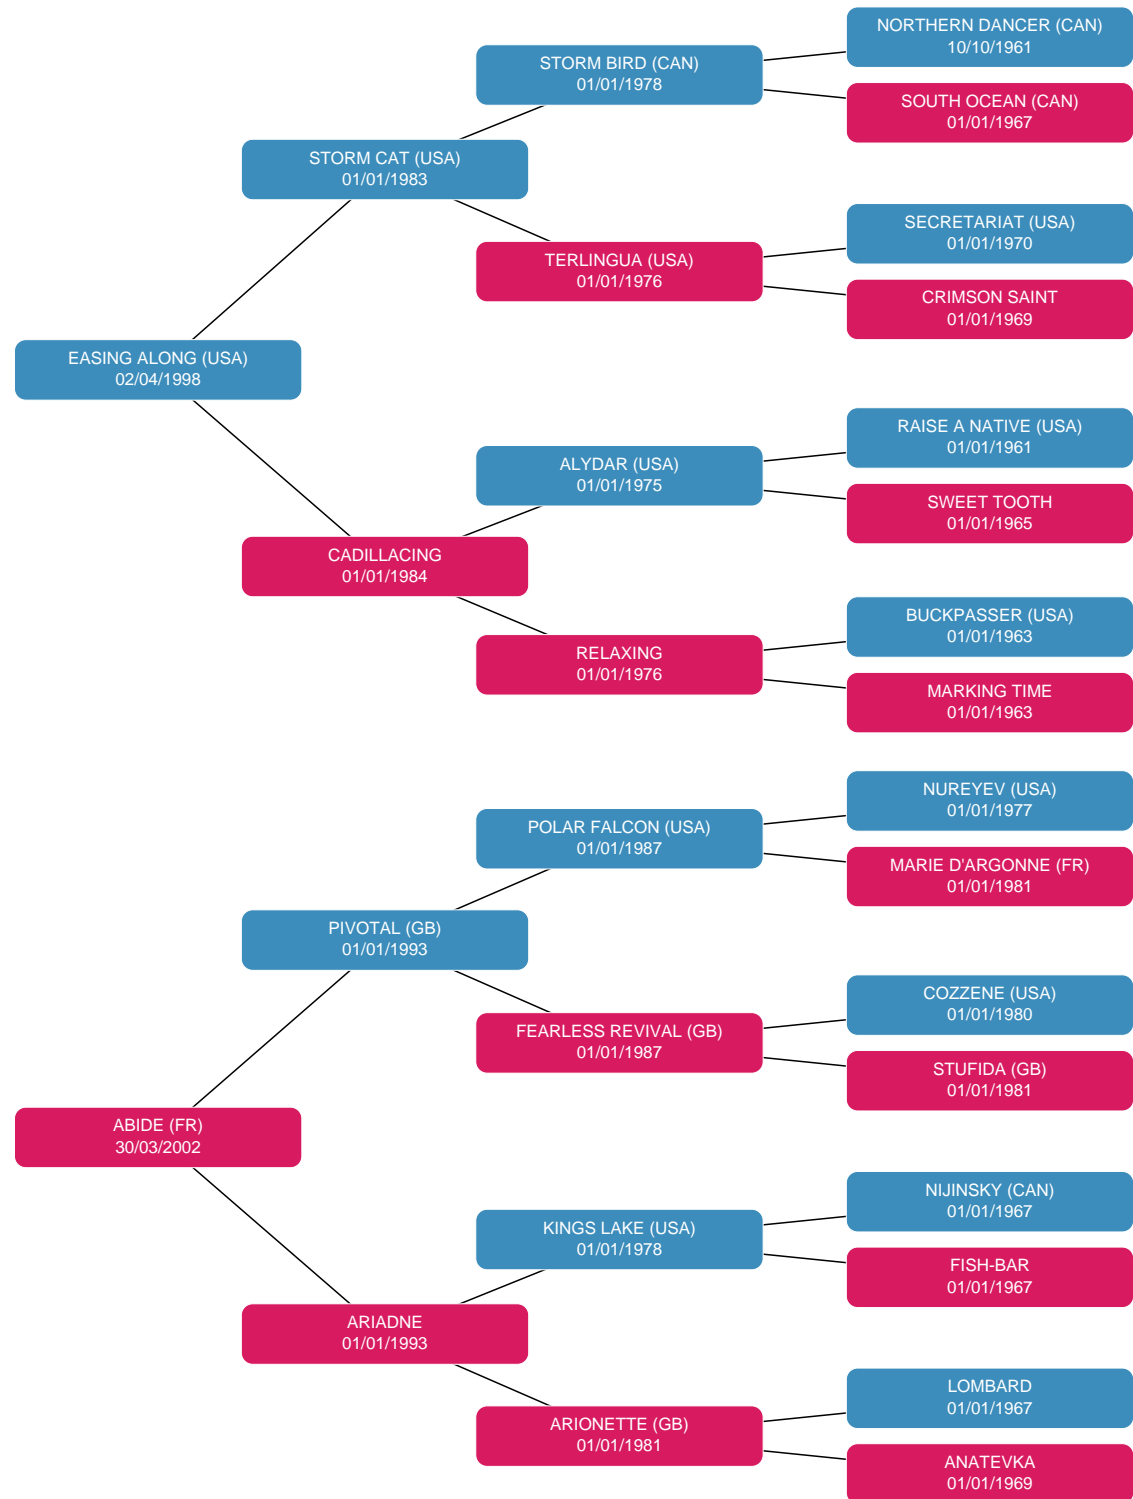 NORTHERN DANCER (CAN)
10/10/1961
STORM BIRD (CAN)
01/01/1978
SOUTH OCEAN (CAN)
01/01/1967
STORM CAT (USA)
01/01/1983
SECRETARIAT (USA)
01/01/1970
TERLINGUA (USA)
01/01/1976
CRIMSON SAINT
01/01/1969
EASING ALONG (USA)
02/04/1998
RAISE A NATIVE (USA)
01/01/1961
ALYDAR (USA)
01/01/1975
SWEET TOOTH
01/01/1965
CADILLACING
01/01/1984
BUCKPASSER (USA)
01/01/1963
RELAXING
01/01/1976
MARKING TIME
01/01/1963
NUREYEV (USA)
01/01/1977
POLAR FALCON (USA)
01/01/1987
MARIE D'ARGONNE (FR)
01/01/1981
PIVOTAL (GB)
01/01/1993
COZZENE (USA)
01/01/1980
FEARLESS REVIVAL (GB)
01/01/1987
STUFIDA (GB)
01/01/1981
ABIDE (FR)
30/03/2002
NIJINSKY (CAN)
01/01/1967
KINGS LAKE (USA)
01/01/1978
FISH-BAR
01/01/1967
ARIADNE
01/01/1993
LOMBARD
01/01/1967
ARIONETTE (GB)
01/01/1981
ANATEVKA
01/01/1969